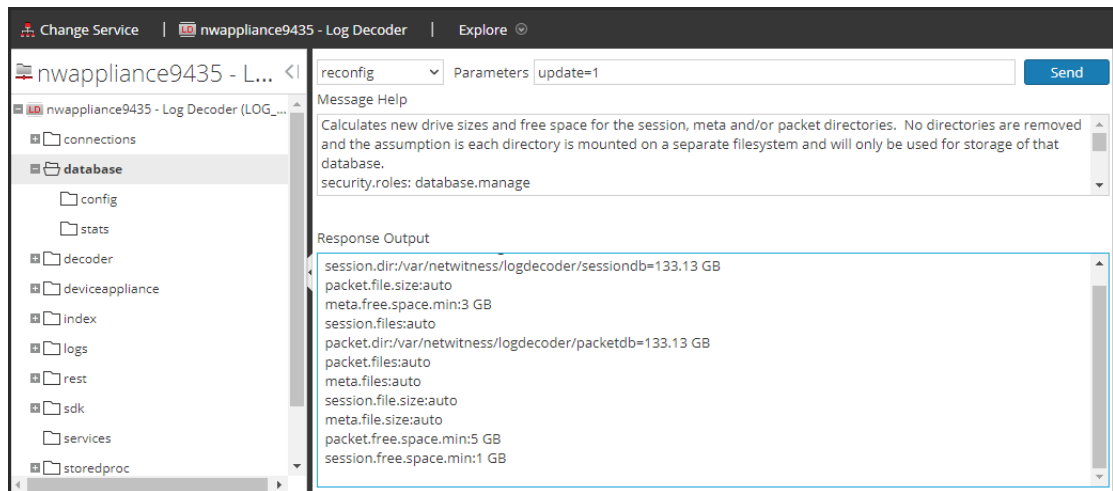 Change Service | LD nwappliance9435 - Log Decoder | Explore
nwappliance9435 - L...
LD nwappliance9435 - Log Decoder (LOG_...
connections
database
config
stats
decoder
deviceappliance
index
logs
rest
sdk
services
storedproc
reconfig Parameters update=1 Send
Message Help
Calculates new drive sizes and free space for the session, meta and/or packet directories. No directories are removed
and the assumption is each directory is mounted on a separate filesystem and will only be used for storage of that
database.
security.roles: database.manage
Response Output
session.dir:/var/netwitness/logdecoder/sessiondb=133.13 GB
packet.file.size:auto
meta.free.space.min:3 GB
session.files:auto
packet.dir:/var/netwitness/logdecoder/packetdb=133.13 GB
packet.files:auto
meta.files:auto
session.file.size:auto
meta.file.size:auto
packet.free.space.min:5 GB
session.free.space.min:1 GB